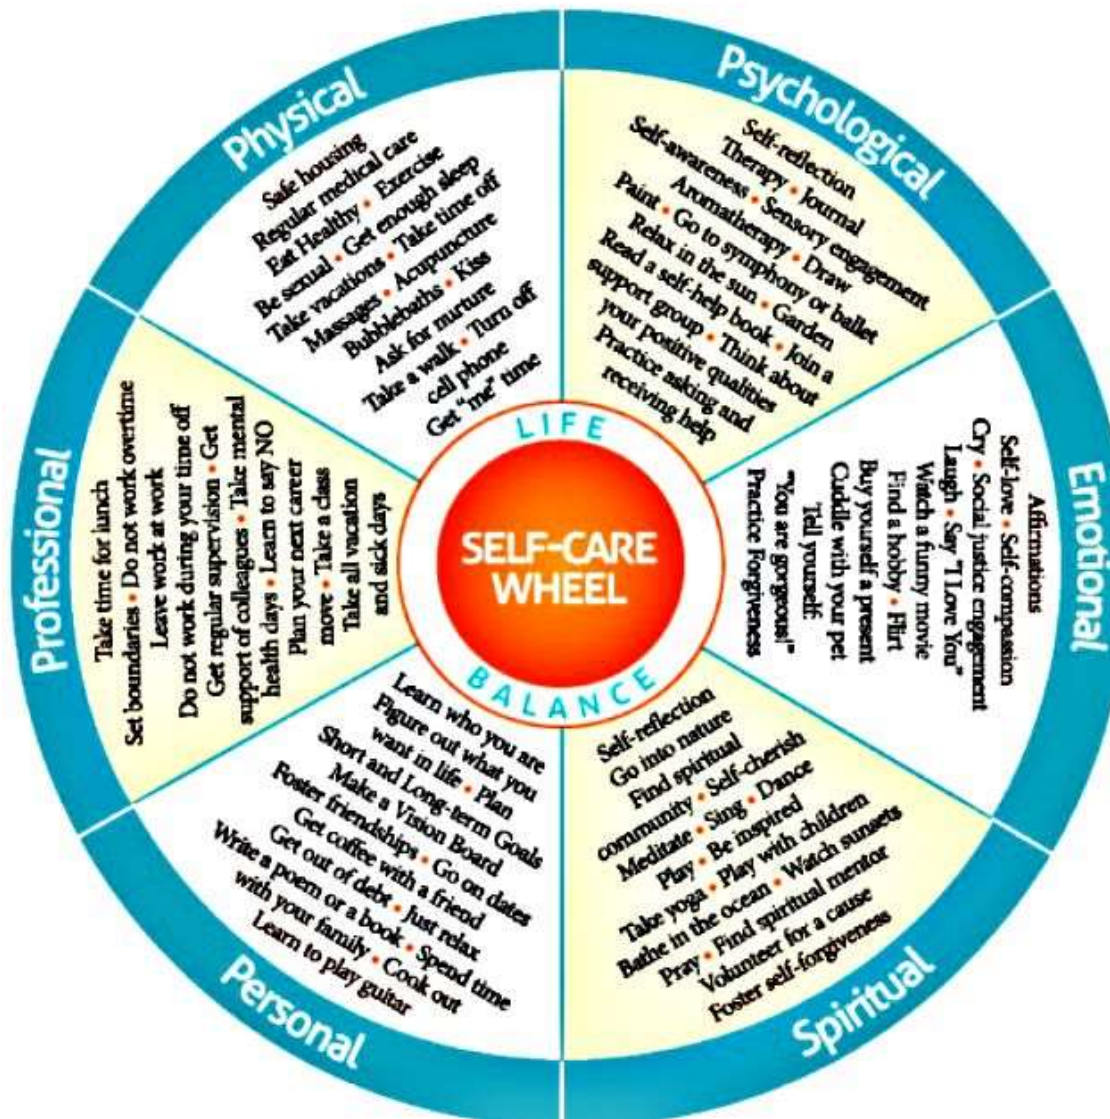 Physical
Safe housing
Regular medical care
Eat Healthy • Exercise
Be sexual • Get enough sleep
Take vacations • Take time off
Massages • Acupuncture
Bubblebaths • Kiss
Ask for nurture
Take a walk • Turn off
cell phone
Get "me" time
Psychological
Self-reflection
Therapy • Journal
Self-awareness • Sensory engagement
Aromatherapy • Draw
Paint • Go to symphony or ballet
Relax in the sun • Garden
Read a self-help book • Join a
support group • Think about
your positive qualities
Practice asking and
receiving help
Emotional
Affirmations
Self-love • Self-compassion
Cry • Social justice engagement
Laugh • Say "I Love You"
Watch a funny movie
Find a hobby • Flirt
Buy yourself a present
Cuddle with your pet
Tell yourself:
"You are gorgeous!"
Practice Forgiveness
Spiritual
Self-reflection
Go into nature
Find spiritual
community • Self-cherish
Meditate • Sing • Dance
Play • Be inspired
Take yoga • Play with children
Bathe in the ocean • Watch sunsets
Pray • Find spiritual mentor
Volunteer for a cause
Foster self-forgiveness
Personal
Learn who you are
Figure out what you
want in life • Plan
Short and Long-term Goals
Make a Vision Board
Foster friendships • Go on dates
Get coffee with a friend
Get out of debt • Just relax
Write a poem or a book • Spend time
with your family • Cook out
Learn to play guitar
Professional
Take time for lunch
Set boundaries • Do not work overtime
Leave work at work
Do not work during your time off
Get regular supervision • Get
support of colleagues • Take mental
health days • Learn to say NO
Plan your next career
move • Take a class
Take all vacation
and sick days
LIFE
SELF-CARE
WHEEL
BALANCE